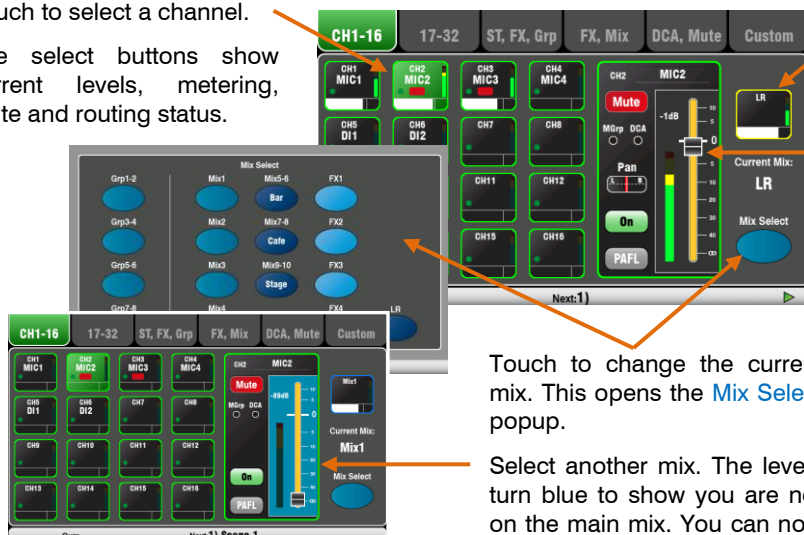 to select a channel.
select buttons show
levels, metering,
and routing status.
CH1-16 17-32 ST, FX, Grp FX, Mix DCA, Mute Custom
CH1 MIC1
CH2 MIC2
CH3 MIC3
CH4 MIC4
CH5 DI1
CH6 DI2
CH7
CH8
CH11
CH12
CH15
CH16
CH2 MIC2
Mute
MGrp DCA
Pan
L R
On
PAFL
-1dB
10
5
0
5
10
20
30
40
∞
LR
Current Mix:
LR
Mix Select
Next:1)
Mix Select
Grp1-2 Mix1 Mix5-6 FX1
Bar
Grp3-4 Mix2 Mix7-8 FX2
Cafe
Grp5-6 Mix3 Mix9-10 FX3
Stage
Grp7-8 Mix4 FX4 LR
CH1-16 17-32 ST, FX, Grp FX, Mix DCA, Mute Custom
CH1 MIC1
CH2 MIC2
CH3 MIC3
CH4 MIC4
CH5 DI1
CH6 DI2
CH7
CH8
CH9
CH10
CH11
CH12
CH13
CH14
CH15
CH16
CH2 MIC2
Mute
MGrp DCA
On
PAFL
-89dB
Mix1
Current Mix:
Mix1
Mix Select
Next:1) Scene 1
Touch to change the
mix. This opens the Mix
popup.
Select another mix. The
turn blue to show you are
on the main mix. You can